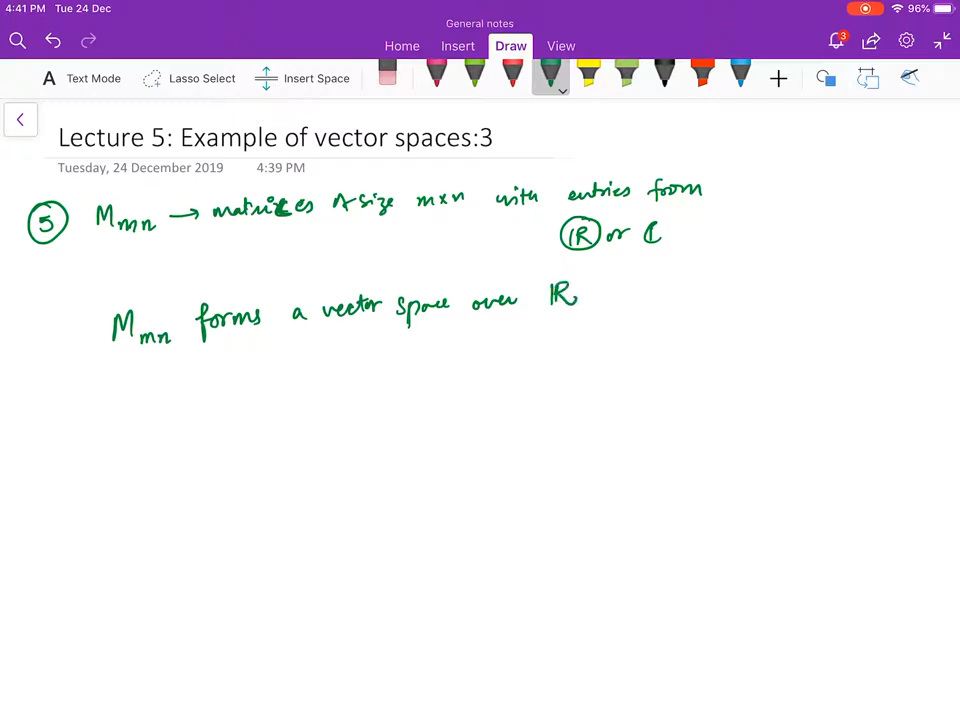 4:41 PM Tue 24 Dec 96%
General notes
Home Insert Draw View 3
A Text Mode Lasso Select Insert Space
Lecture 5: Example of vector spaces:3
Tuesday, 24 December 2019 4:39 PM
5 Mmn → matrices of size m×n with entries from
ℝ or ℂ
Mmn forms a vector space over ℝ